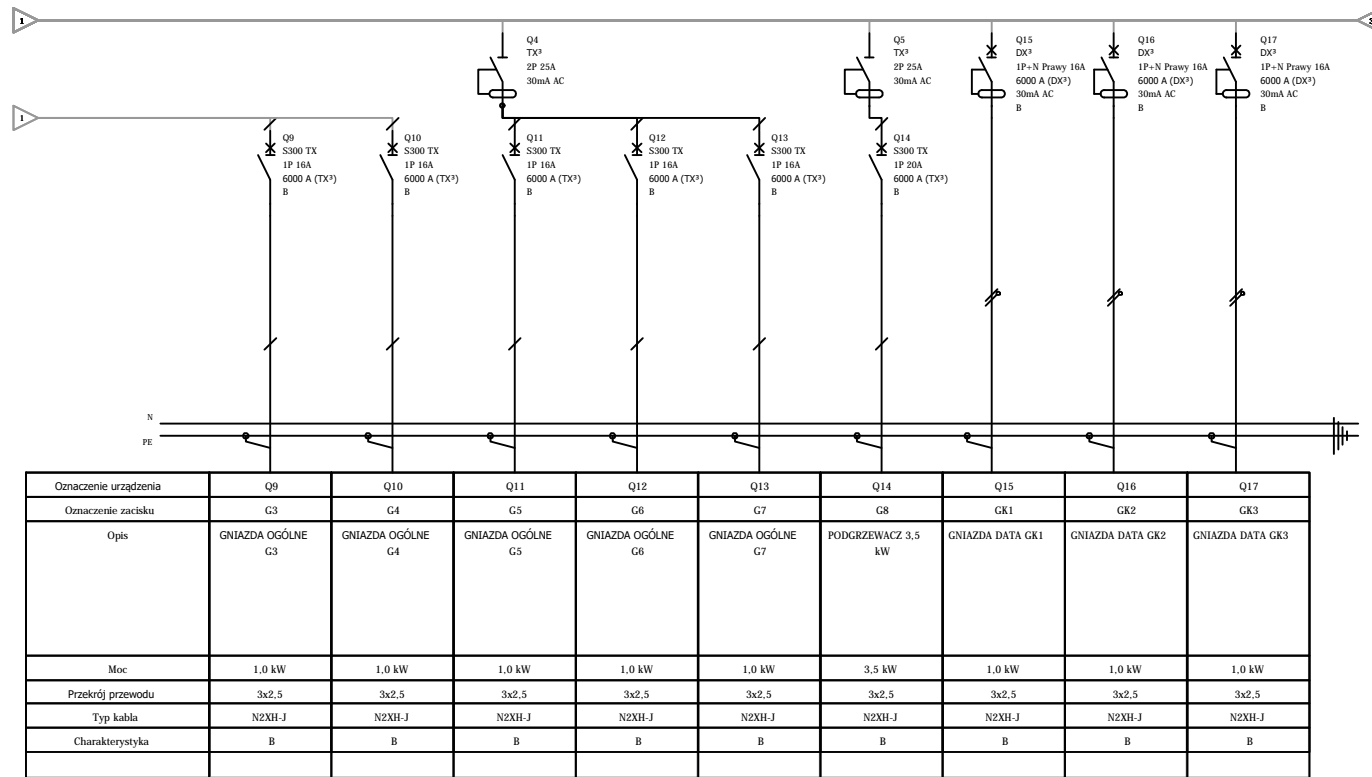 1
3
Q4
TX³
2P 25A
30mA AC
Q5
TX³
2P 25A
30mA AC
Q15
DX³
1P+N Prawy 16A
6000 A (DX³)
30mA AC
B
Q16
DX³
1P+N Prawy 16A
6000 A (DX³)
30mA AC
B
Q17
DX³
1P+N Prawy 16A
6000 A (DX³)
30mA AC
B
1
Q9
S300 TX
1P 16A
6000 A (TX³)
B
Q10
S300 TX
1P 16A
6000 A (TX³)
B
Q11
S300 TX
1P 16A
6000 A (TX³)
B
Q12
S300 TX
1P 16A
6000 A (TX³)
B
Q13
S300 TX
1P 16A
6000 A (TX³)
B
Q14
S300 TX
1P 20A
6000 A (TX³)
B
N
PE
Oznaczenie urządzenia Q9 Q10 Q11 Q12 Q13 Q14 Q15 Q16 Q17
Oznaczenie zacisku G3 G4 G5 G6 G7 G8 GK1 GK2 GK3
Opis GNIAZDA OGÓLNE GNIAZDA OGÓLNE GNIAZDA OGÓLNE GNIAZDA OGÓLNE GNIAZDA OGÓLNE PODGRZEWACZ 3,5 GNIAZDA DATA GK1 GNIAZDA DATA GK2 GNIAZDA DATA GK3
G3 G4 G5 G6 G7 kW
Moc 1,0 kW 1,0 kW 1,0 kW 1,0 kW 1,0 kW 3,5 kW 1,0 kW 1,0 kW 1,0 kW
Przekrój przewodu 3x2,5 3x2,5 3x2,5 3x2,5 3x2,5 3x2,5 3x2,5 3x2,5 3x2,5
Typ kabla N2XH-J N2XH-J N2XH-J N2XH-J N2XH-J N2XH-J N2XH-J N2XH-J N2XH-J
Charakterystyka B B B B B B B B B